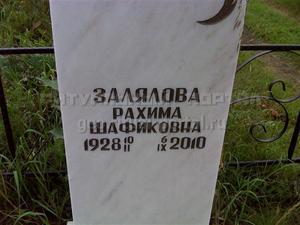 ЗАЛЯЛОВА
РАХИМА
ШАФИКОВНА
1928 10/II 6/IX 2010